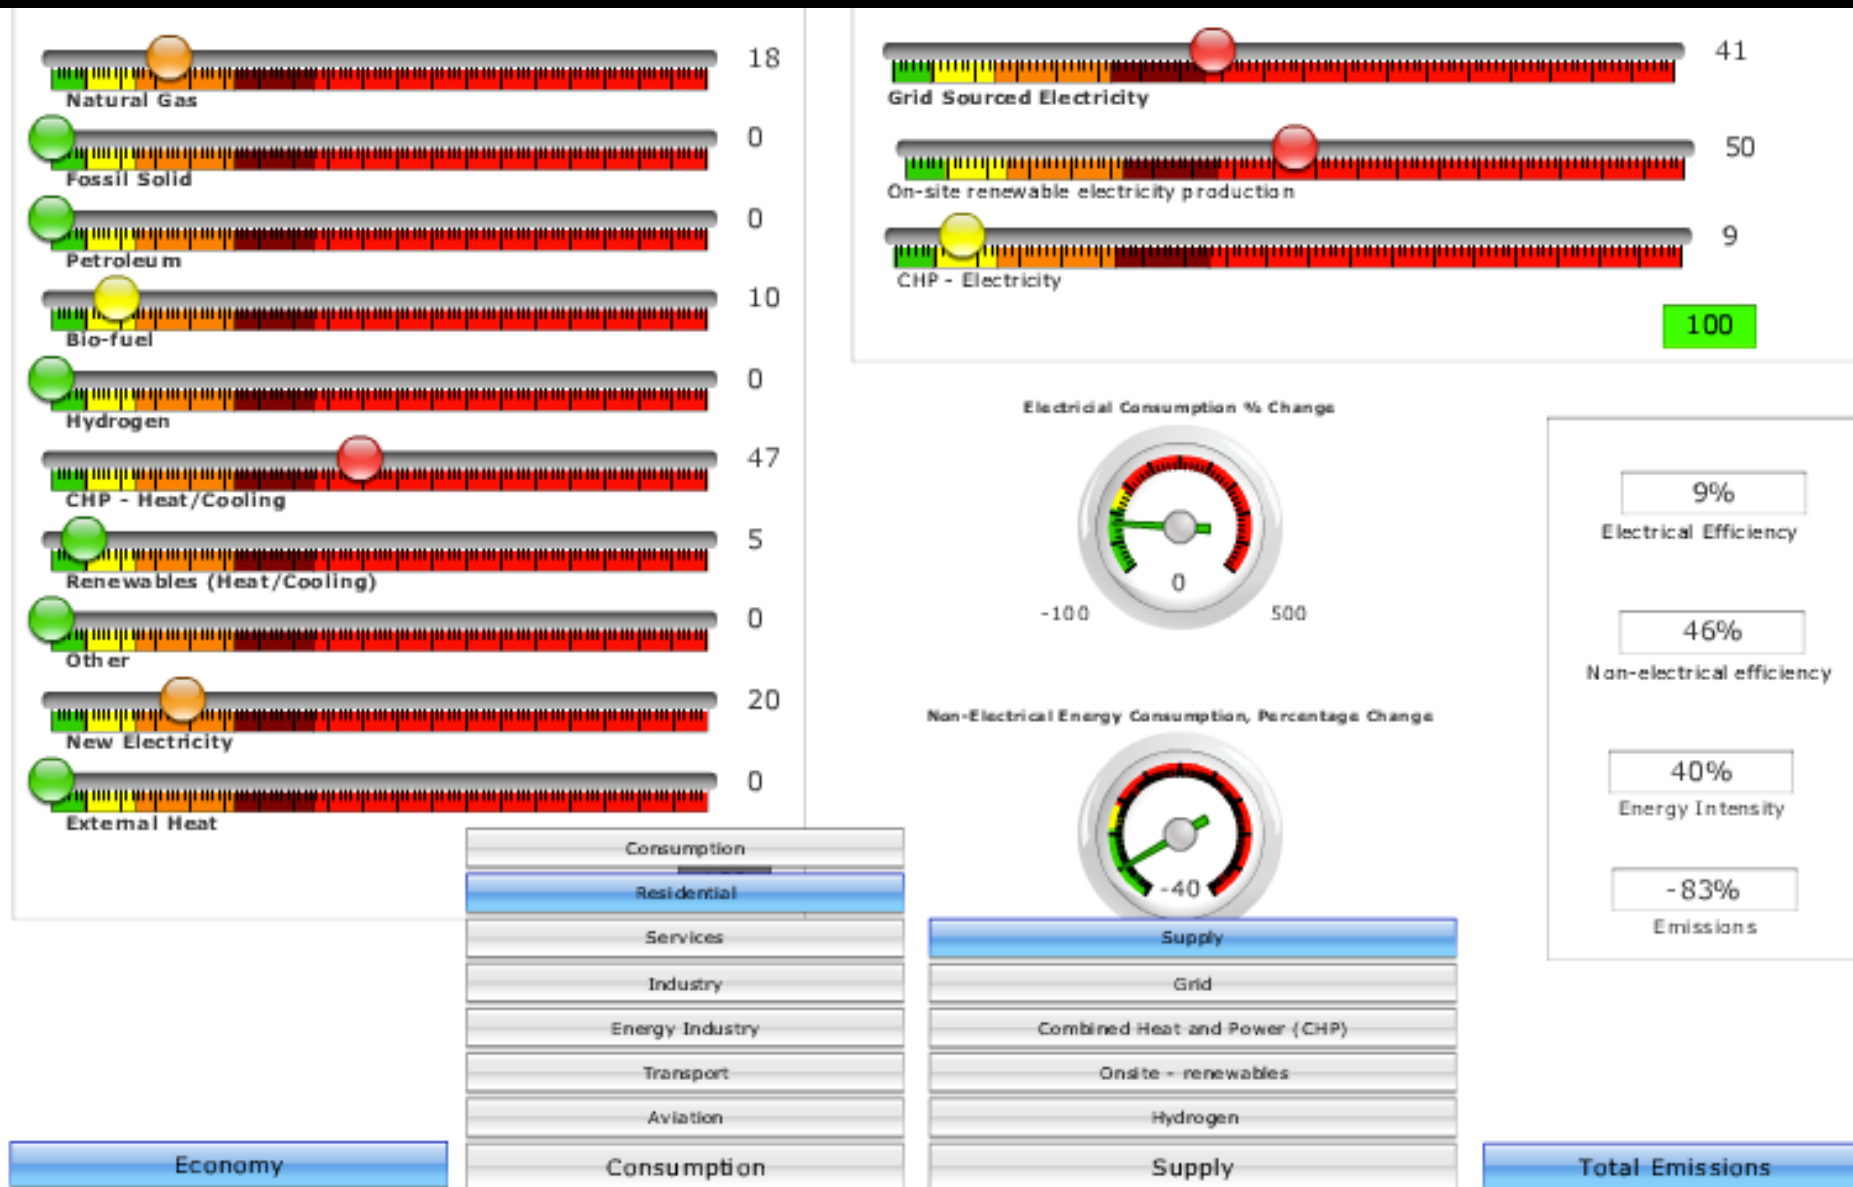 18
Natural Gas
0
Fossil Solid
0
Petroleum
10
Bio-fuel
0
Hydrogen
47
CHP - Heat/Cooling
5
Renewables (Heat/Cooling)
0
Other
20
New Electricity
0
External Heat
41
Grid Sourced Electricity
50
On-site renewable electricity production
9
CHP - Electricity
100
Electricial Consumption % Change
0
-100
500
Non-Electrical Energy Consumption, Percentage Change
-40
9%
Electrical Efficiency
46%
Non-electrical efficiency
40%
Energy Intensity
-83%
Emissions
Consumption
Residential
Services
Industry
Energy Industry
Transport
Aviation
Supply
Grid
Combined Heat and Power (CHP)
Onsite - renewables
Hydrogen
Economy
Consumption
Supply
Total Emissions